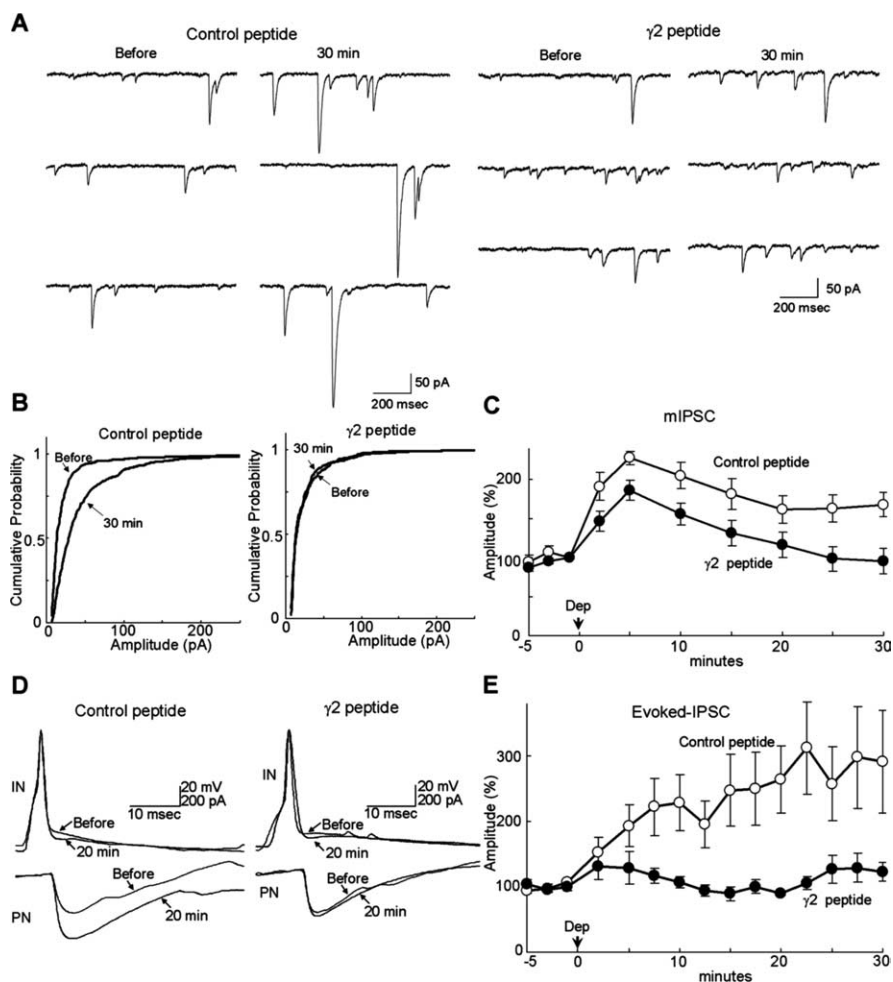 A
Control peptide
Before
30 min
50 pA
200 msec
γ2 peptide
Before
30 min
50 pA
200 msec
B
Control peptide
Before
30 min
Cumulative Probability
1
0.5
0
0
100
200
Amplitude (pA)
γ2 peptide
30 min
Before
Cumulative Probability
1
0.5
0
0
100
200
Amplitude (pA)
C
mIPSC
Control peptide
γ2 peptide
Dep
Amplitude (%)
200
100
0
-5
0
10
20
30
minutes
D
Control peptide
IN
Before
20 min
20 mV
200 pA
10 msec
PN
Before
20 min
γ2 peptide
Before
20 min
20 mV
200 pA
10 msec
Before
20 min
E
Evoked-IPSC
Control peptide
γ2 peptide
Dep
Amplitude (%)
300
200
100
0
-5
0
10
20
30
minutes